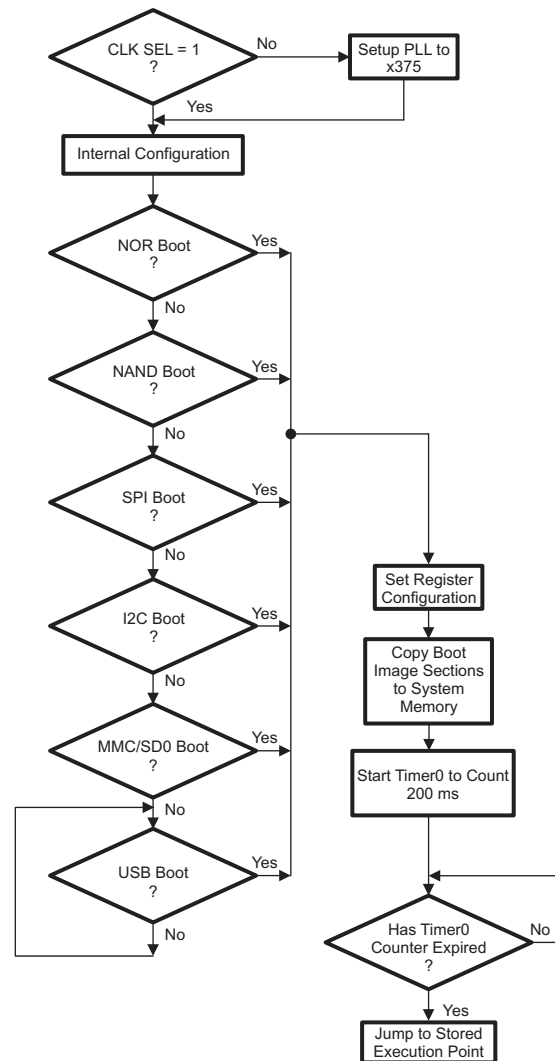 CLK SEL = 1
?
No
Setup PLL to
x375
Yes
Internal Configuration
NOR Boot
?
Yes
No
NAND Boot
?
Yes
No
SPI Boot
?
Yes
No
I2C Boot
?
Yes
No
MMC/SD0 Boot
?
Yes
No
USB Boot
?
Yes
No
Set Register
Configuration
Copy Boot
Image Sections
to System
Memory
Start Timer0 to Count
200 ms
Has Timer0
Counter Expired
?
No
Yes
Jump to Stored
Execution Point